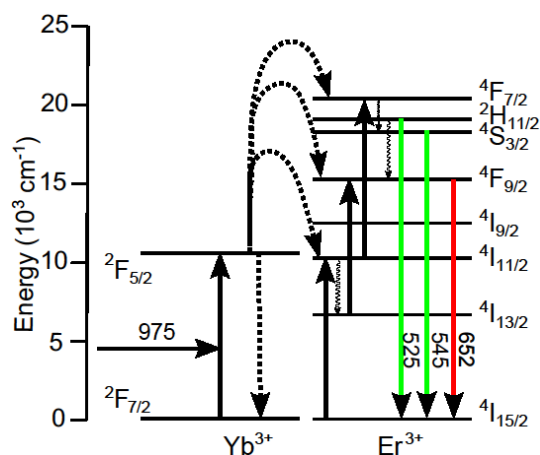 Energy (10³ cm⁻¹)
25
20
15
10
5
0
²F₅/₂
975
²F₇/₂
Yb³⁺
⁴F₇/₂
²H₁₁/₂
⁴S₃/₂
⁴F₉/₂
⁴I₉/₂
⁴I₁₁/₂
⁴I₁₃/₂
525
545
652
⁴I₁₅/₂
Er³⁺